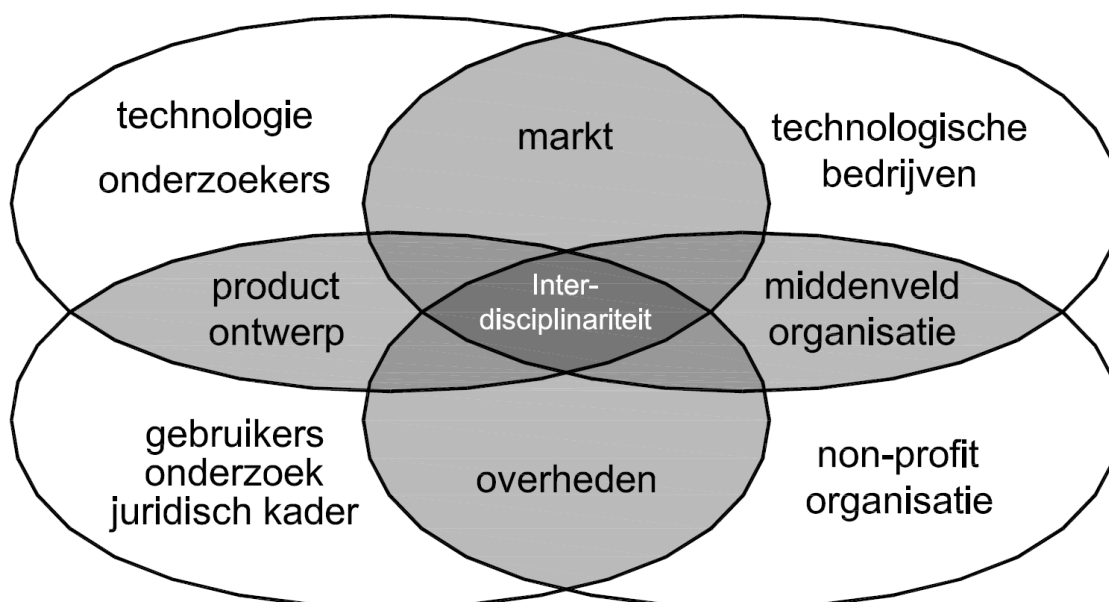 technologie
onderzoekers
markt
technologische
bedrijven
product
ontwerp
Inter-
disciplinariteit
middenveld
organisatie
gebruikers
onderzoek
juridisch kader
overheden
non-profit
organisatie